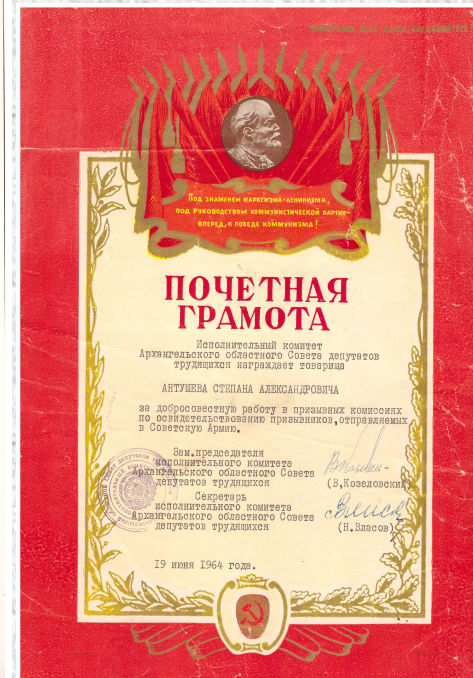 Под знаменем марксизма-ленинизма,
под руководством коммунистической партии-
вперед, к победе коммунизма!
ПОЧЕТНАЯ
ГРАМОТА
Исполнительный комитет
Архангельского областного Совета депутатов
трудящихся награждает товарища
АНТУШЕВА СТЕПАНА АЛЕКСАНДРОВИЧА
за добросовестную работу в призывных комиссиях
по освидетельствованию призывников,отправляемых
в Советскую Армию.
Зам.председателя
исполнительного комитета
Архангельского областного Совета
депутатов трудящихся
(В.Козеловский)
Секретарь
исполнительного комитета
Архангельского областного Совета
депутатов трудящихся
(Н.Власов)
19 июня 1964 года.